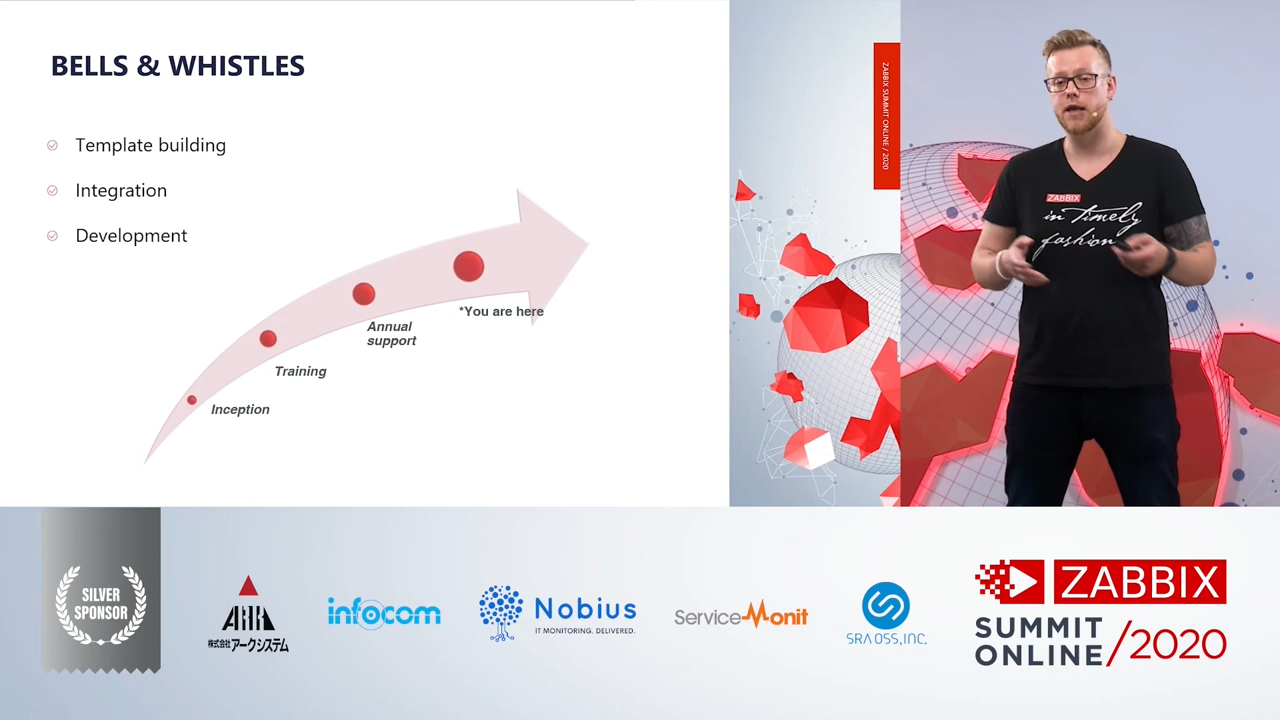 BELLS & WHISTLES
Template building
Integration
Development
*You are here
Annual
support
Training
Inception
ZABBIX SUMMIT ONLINE / 2020
ZABBIX
in Timely
fashion
SILVER
SPONSOR
ARK
株式会社アークシステム
infocom
Nobius
IT MONITORING. DELIVERED.
ServiceMonit
SRA OSS, INC.
ZABBIX
SUMMIT
ONLINE
/2020